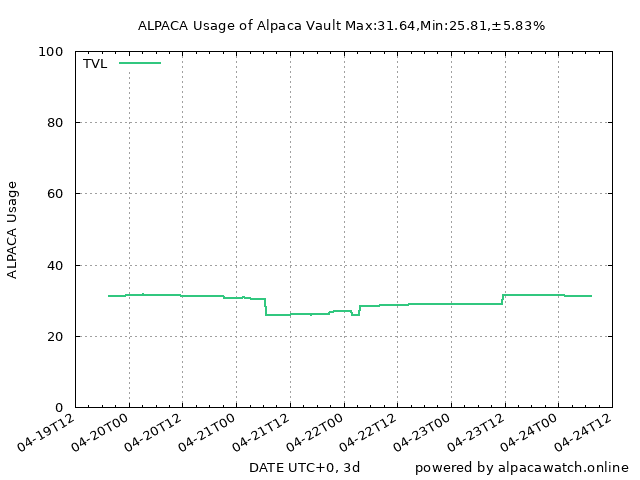 ALPACA Usage of Alpaca Vault Max:31.64,Min:25.81,±5.83%
TVL
100
80
60
40
20
0
ALPACA Usage
04-19T12
04-20T00
04-20T12
04-21T00
04-21T12
04-22T00
04-22T12
04-23T00
04-23T12
04-24T00
04-24T12
DATE UTC+0, 3d
powered by alpacawatch.online